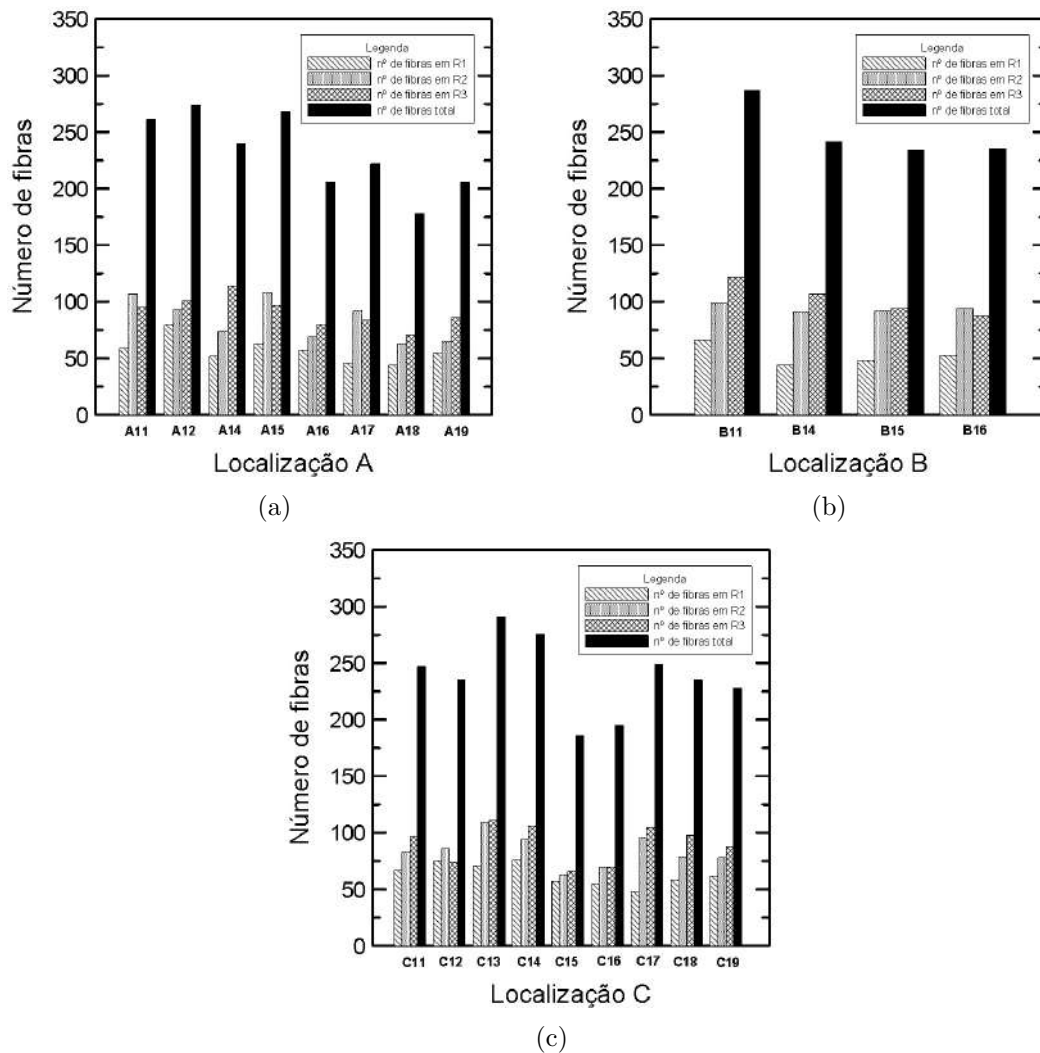 350
300
250
200
150
100
50
0
Número de fibras
Legenda
nº de fibras em R1
nº de fibras em R2
nº de fibras em R3
nº de fibras total
A11 A12 A14 A15 A16 A17 A18 A19
Localização A
(a)
350
300
250
200
150
100
50
0
Número de fibras
Legenda
nº de fibras em R1
nº de fibras em R2
nº de fibras em R3
nº de fibras total
B11 B14 B15 B16
Localização B
(b)
350
300
250
200
150
100
50
0
Número de fibras
Legenda
nº de fibras em R1
nº de fibras em R2
nº de fibras em R3
nº de fibras total
C11 C12 C13 C14 C15 C16 C17 C18 C19
Localização C
(c)